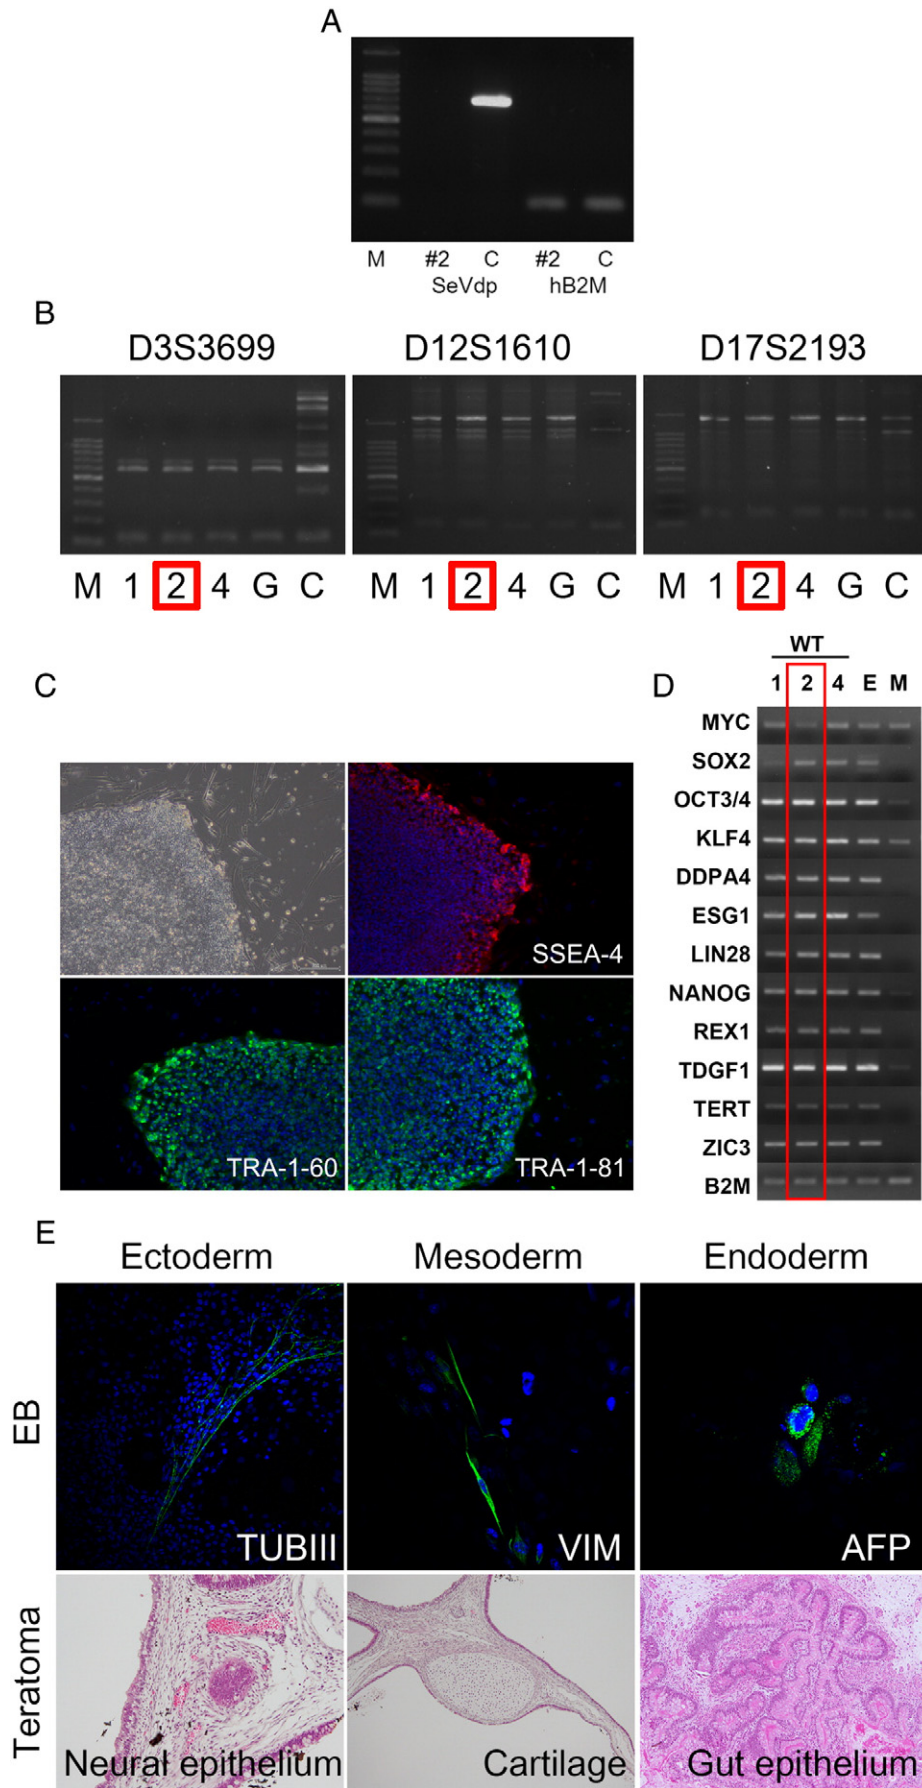 A
M #2 C #2 C
SeVdp hB2M
B
D3S3699 D12S1610 D17S2193
M 1 2 4 G C M 1 2 4 G C M 1 2 4 G C
C
SSEA-4
TRA-1-60 TRA-1-81
D
WT
1 2 4 E M
MYC
SOX2
OCT3/4
KLF4
DDPA4
ESG1
LIN28
NANOG
REX1
TDGF1
TERT
ZIC3
B2M
E
Ectoderm Mesoderm Endoderm
EB
TUBIII VIM AFP
Teratoma
Neural epithelium Cartilage Gut epithelium